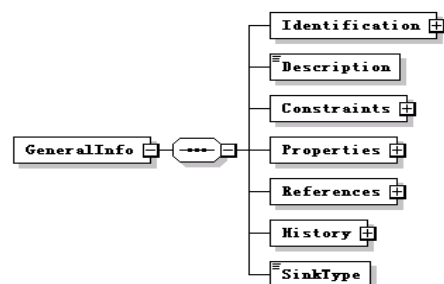 Identification
Description
Constraints
GeneralInfo
Properties
References
History
SinkType